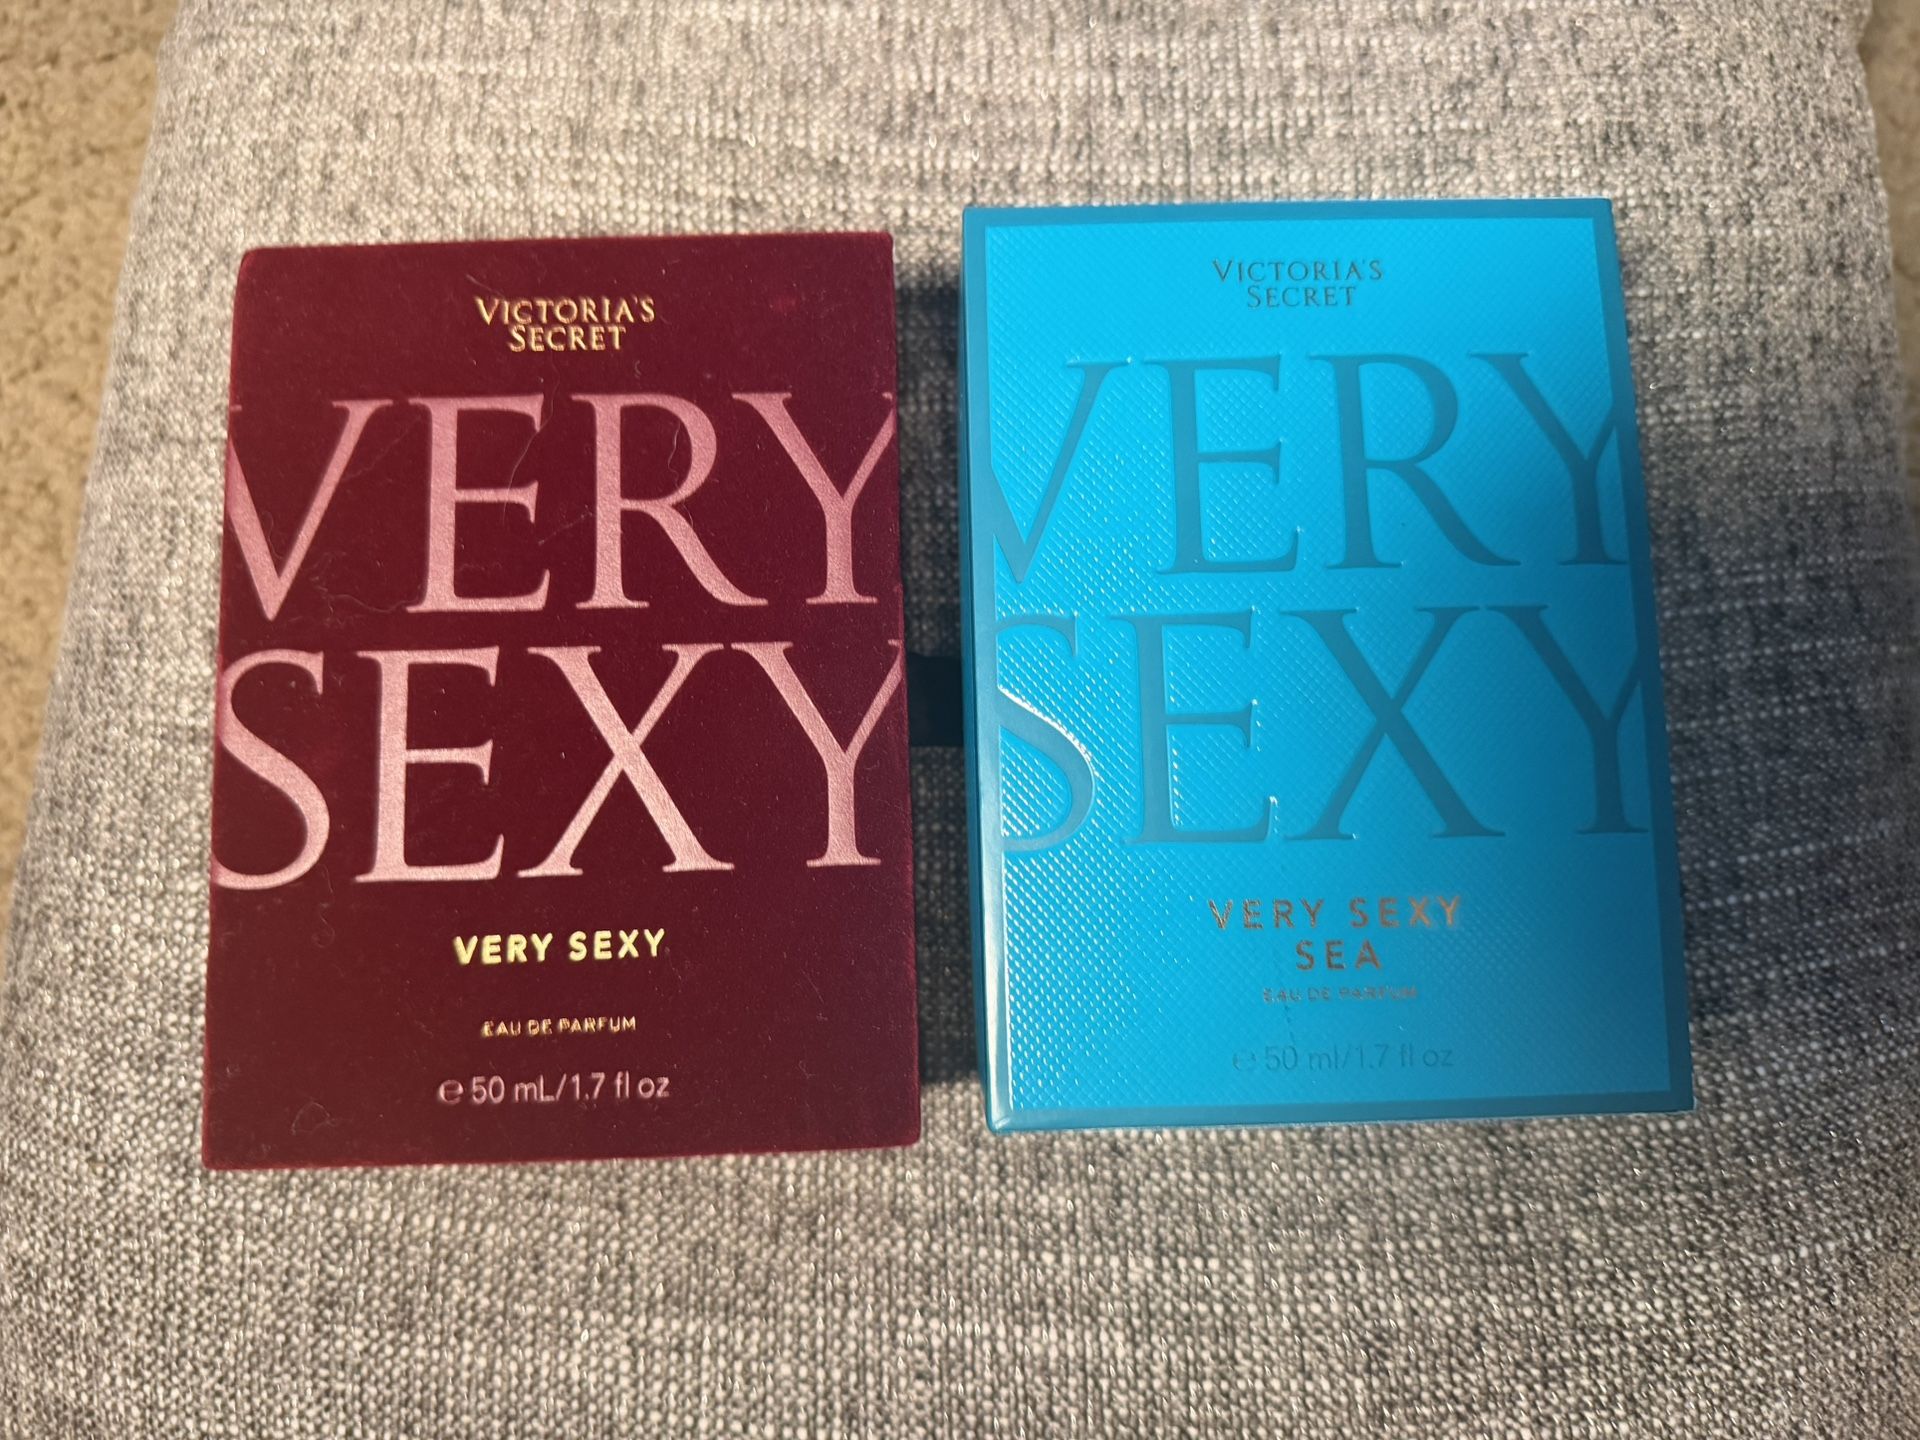 VICTORIA'S
SECRET
VERY
SEXY
VERY SEXY
EAU DE PARFUM
℮ 50 mL/1.7 fl oz
VICTORIA'S
SECRET
VERY
SEXY
VERY SEXY
SEA
EAU DE PARFUM
℮ 50 ml/1.7 fl oz